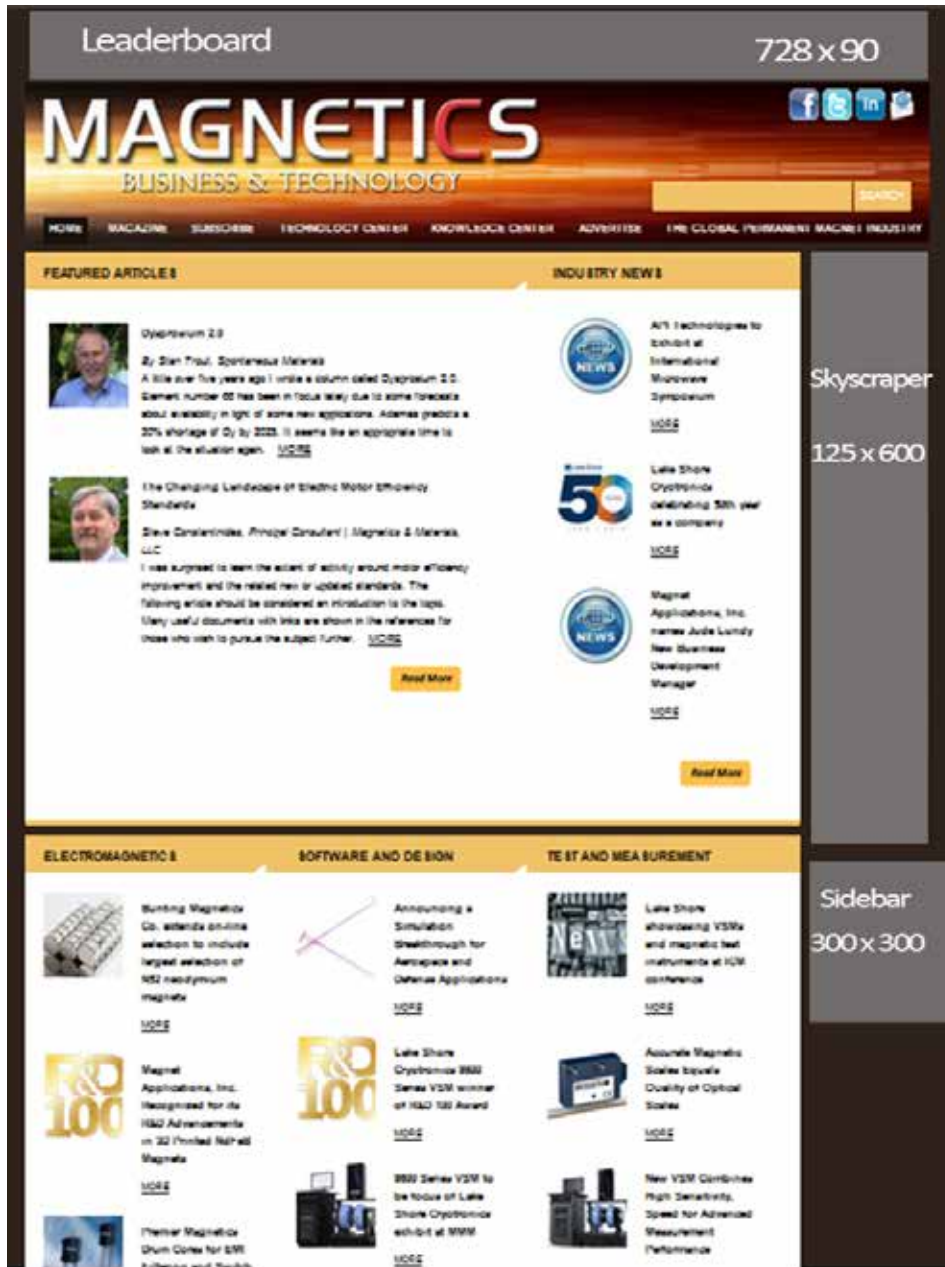 Leaderboard
728 x 90
MAGNETICS
BUSINESS & TECHNOLOGY
SEARCH
HOME MAGAZINE SUBSCRIBE TECHNOLOGY CENTER KNOWLEDGE CENTER ADVERTISE THE GLOBAL PERMANENT MAGNET INDUSTRY
FEATURED ARTICLES
Dysprosium 2.0
By Stan Trout, Spontaneous Materials
A little over five years ago I wrote a column called Dysprosium 2.0.
Element number 66 has been in focus lately due to some forecasts
about availability in light of some new applications. Adamas predicts a
30% shortage of Dy by 2025. It seems like an appropriate time to
look at the situation again. MORE
The Changing Landscape of Electric Motor Efficiency
Standards
Steve Constantinides, Principal Consultant | Magnetics & Materials,
LLC
I was surprised to learn the extent of activity around motor efficiency
improvement and the related new or updated standards. The
following article should be considered an introduction to the topic.
Many useful documents with links are shown in the references for
those who wish to pursue the subject further. MORE
Read More
INDUSTRY NEWS
NEWS
API Technologies to
Exhibit at
International
Microwave
Symposium
MORE
50
Lake Shore
Cryotronics
celebrating 50th year
as a company
MORE
NEWS
Magnet
Applications, Inc.
names Jude Lundy
New Business
Development
Manager
MORE
Read More
Skyscraper
125 x 600
ELECTROMAGNETICS
Bunting Magnetics
Co. extends on-line
selection to include
largest selection of
N52 neodymium
magnets
MORE
R&D
100
Magnet
Applications, Inc.
Recognized for its
R&D Advancements
in 3D Printed NdFeB
Magnets
MORE
Premier Magnetics
Drum Cores for EMI
SOFTWARE AND DESIGN
Announcing a
Simulation
Breakthrough for
Aerospace and
Defense Applications
MORE
R&D
100
Lake Shore
Cryotronics 8600
Series VSM winner
of R&D 100 Award
MORE
8600 Series VSM to
be focus of Lake
Shore Cryotronics
exhibit at MMM
MORE
TEST AND MEASUREMENT
NEW
Lake Shore
showcasing VSMs
and magnetic test
instruments at ICM
conference
MORE
Accurate Magnetic
Scales Equals
Quality of Optical
Scales
MORE
New VSM Combines
High Sensitivity,
Speed for Advanced
Measurement
Performance
Sidebar
300 x 300